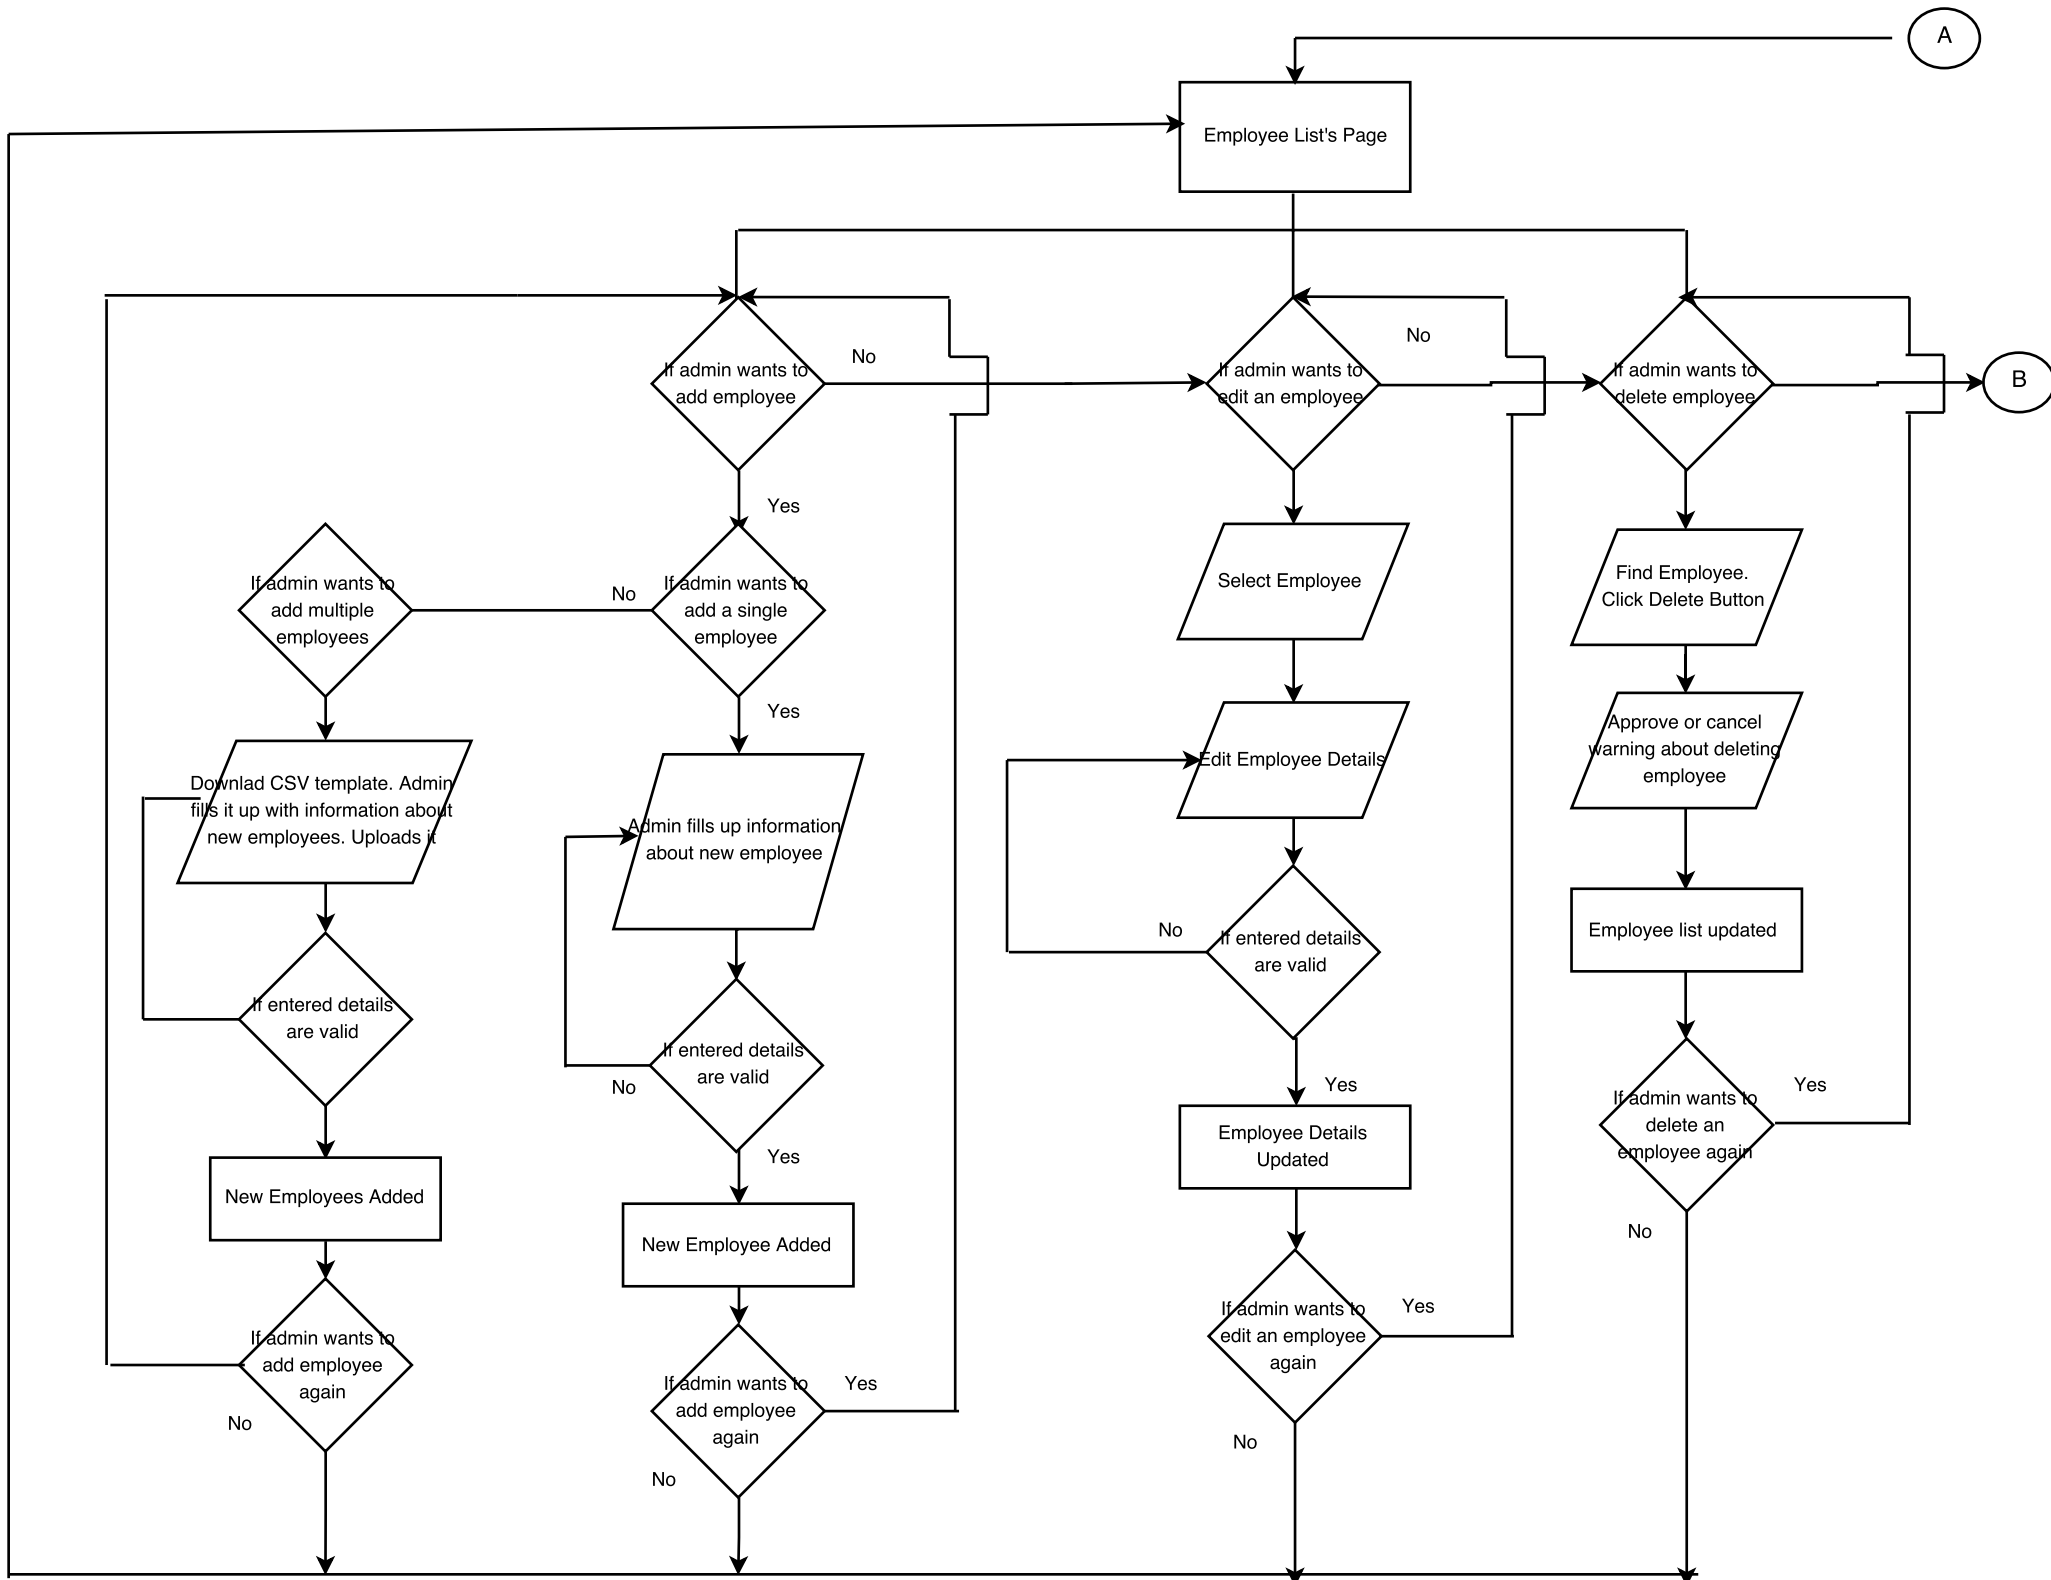 A
Employee List's Page
No
No
If admin wants to
add employee
If admin wants to
edit an employee
If admin wants to
delete employee
B
Yes
If admin wants to
add multiple
employees
No
If admin wants to
add a single
employee
Select Employee
Find Employee.
Click Delete Button
Yes
Downlad CSV template. Admin
fills it up with information about
new employees. Uploads it
Admin fills up information
about new employee
Edit Employee Details
Approve or cancel
warning about deleting
employee
No
If entered details
are valid
Employee list updated
If entered details
are valid
If entered details
are valid
No
Yes
Yes
Employee Details
Updated
If admin wants to
delete an
employee again
Yes
New Employees Added
New Employee Added
No
If admin wants to
add employee
again
No
If admin wants to
add employee
again
Yes
No
If admin wants to
edit an employee
again
Yes
No